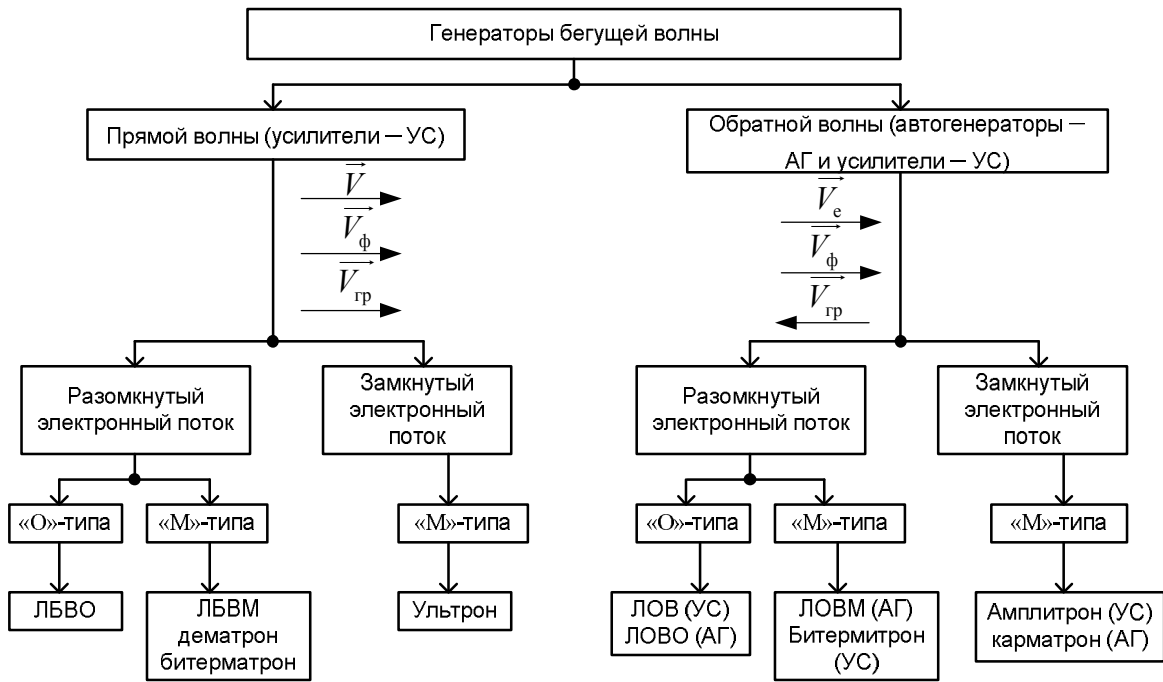 Генераторы бегущей волны
Прямой волны (усилители — УС)
Обратной волны (автогенераторы —
АГ и усилители — УС)
V
Vф
Vгр
Vе
Vф
Vгр
Разомкнутый
электронный поток
Замкнутый
электронный
поток
Разомкнутый
электронный поток
Замкнутый
электронный
поток
«О»-типа
«М»-типа
«М»-типа
«О»-типа
«М»-типа
«М»-типа
ЛБВО
ЛБВМ
дематрон
битерматрон
Ультрон
ЛОВ (УС)
ЛОВО (АГ)
ЛОВМ (АГ)
Битермитрон
(УС)
Амплитрон (УС)
карматрон (АГ)